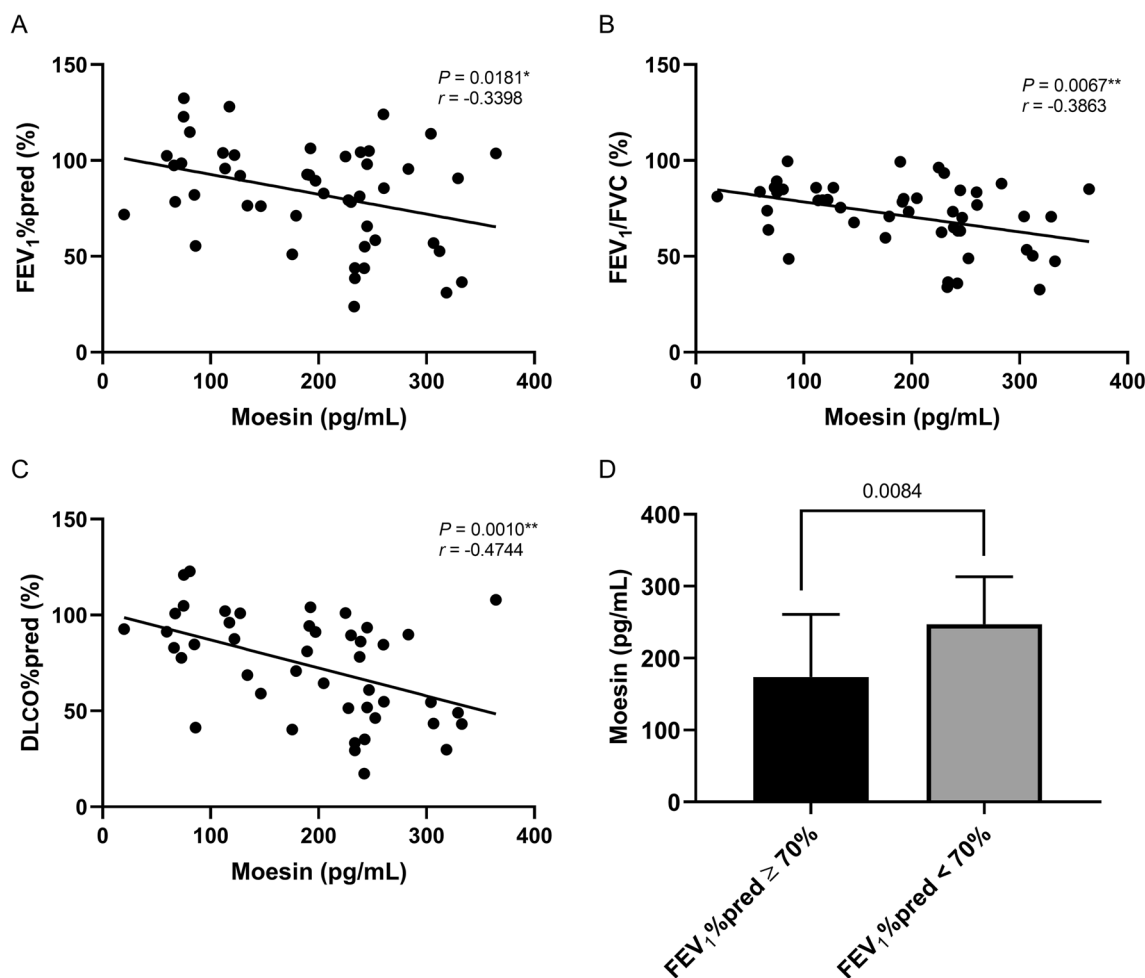 A
P = 0.0181*
r = -0.3398
FEV₁%pred (%)
150
100
50
0
0 100 200 300 400
Moesin (pg/mL)
B
P = 0.0067**
r = -0.3863
FEV₁/FVC (%)
150
100
50
0
0 100 200 300 400
Moesin (pg/mL)
C
P = 0.0010**
r = -0.4744
DLCO%pred (%)
150
100
50
0
0 100 200 300 400
Moesin (pg/mL)
D
0.0084
Moesin (pg/mL)
400
300
200
100
0
FEV₁%pred ≥ 70%
FEV₁%pred < 70%